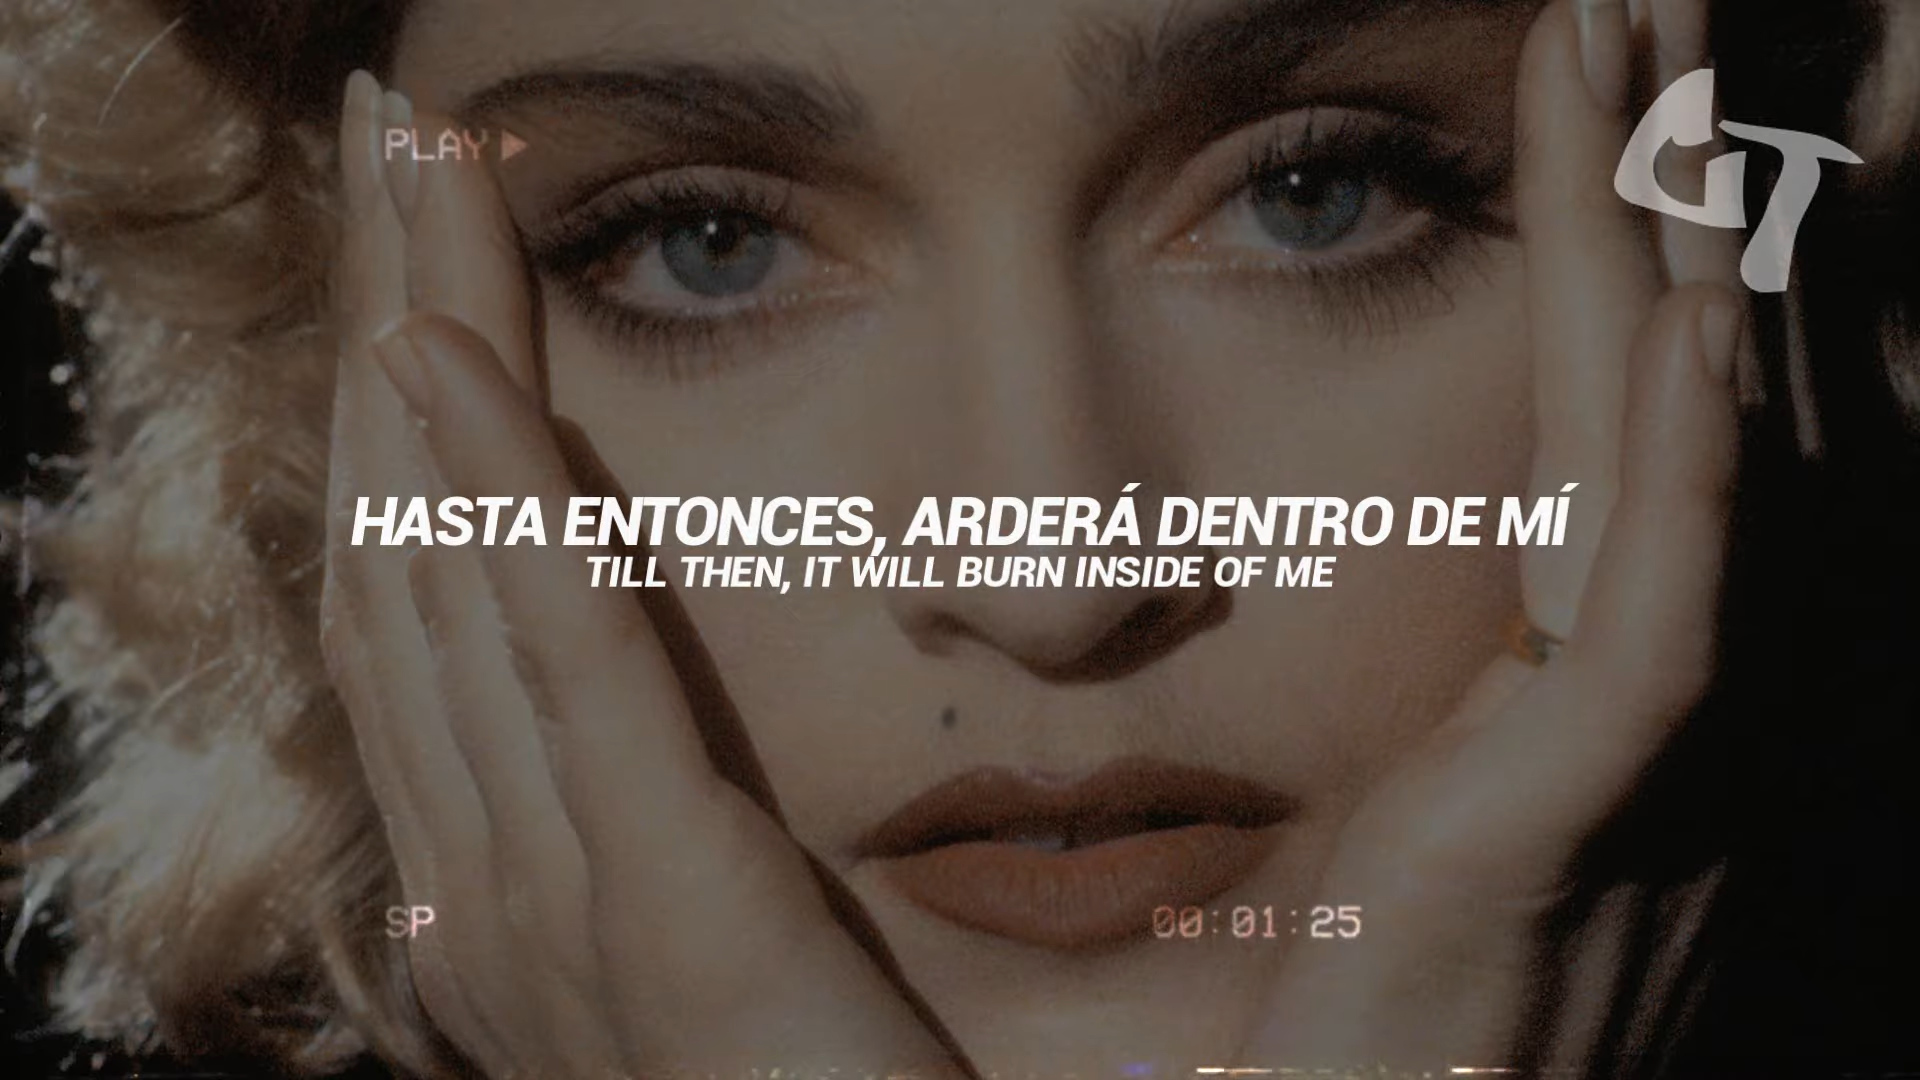 PLAY
GT
HASTA ENTONCES, ARDERÁ DENTRO DE MÍ
TILL THEN, IT WILL BURN INSIDE OF ME
SP
00:01:25